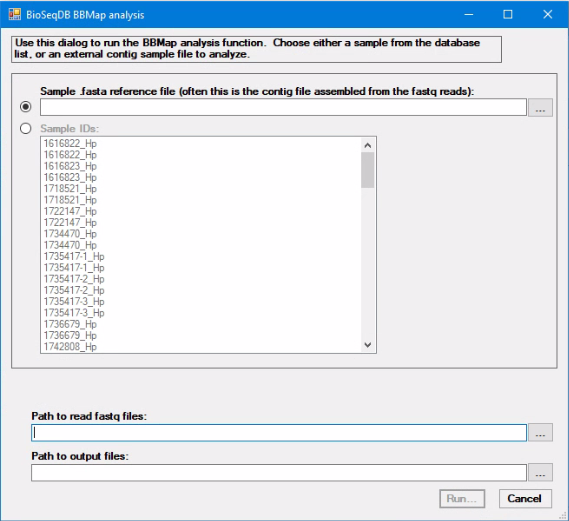 BioSeqDB BBMap analysis
Use this dialog to run the BBMap analysis function. Choose either a sample from the database
list, or an external contig sample file to analyze.
Sample .fasta reference file (often this is the contig file assembled from the fastq reads):
...
Sample IDs:
1616822_Hp
1616822_Hp
1616823_Hp
1616823_Hp
1718521_Hp
1718521_Hp
1722147_Hp
1722147_Hp
1734470_Hp
1734470_Hp
1735417-1_Hp
1735417-1_Hp
1735417-2_Hp
1735417-2_Hp
1735417-3_Hp
1735417-3_Hp
1736679_Hp
1736679_Hp
1742808_Hp
Path to read fastq files:
...
Path to output files:
...
Run... Cancel